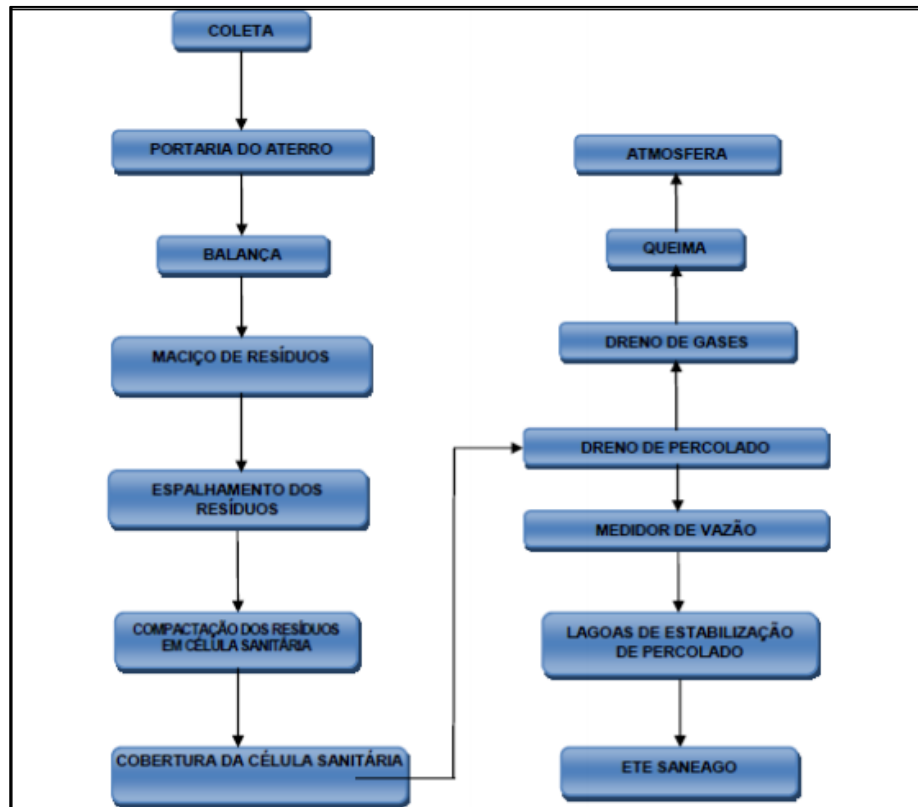 COLETA
PORTARIA DO ATERRO
BALANÇA
MACIÇO DE RESÍDUOS
ESPALHAMENTO DOS
RESÍDUOS
COMPACTAÇÃO DOS RESÍDUOS
EM CÉLULA SANITÁRIA
COBERTURA DA CÉLULA SANITÁRIA
ATMOSFERA
QUEIMA
DRENO DE GASES
DRENO DE PERCOLADO
MEDIDOR DE VAZÃO
LAGOAS DE ESTABILIZAÇÃO
DE PERCOLADO
ETE SANEAGO